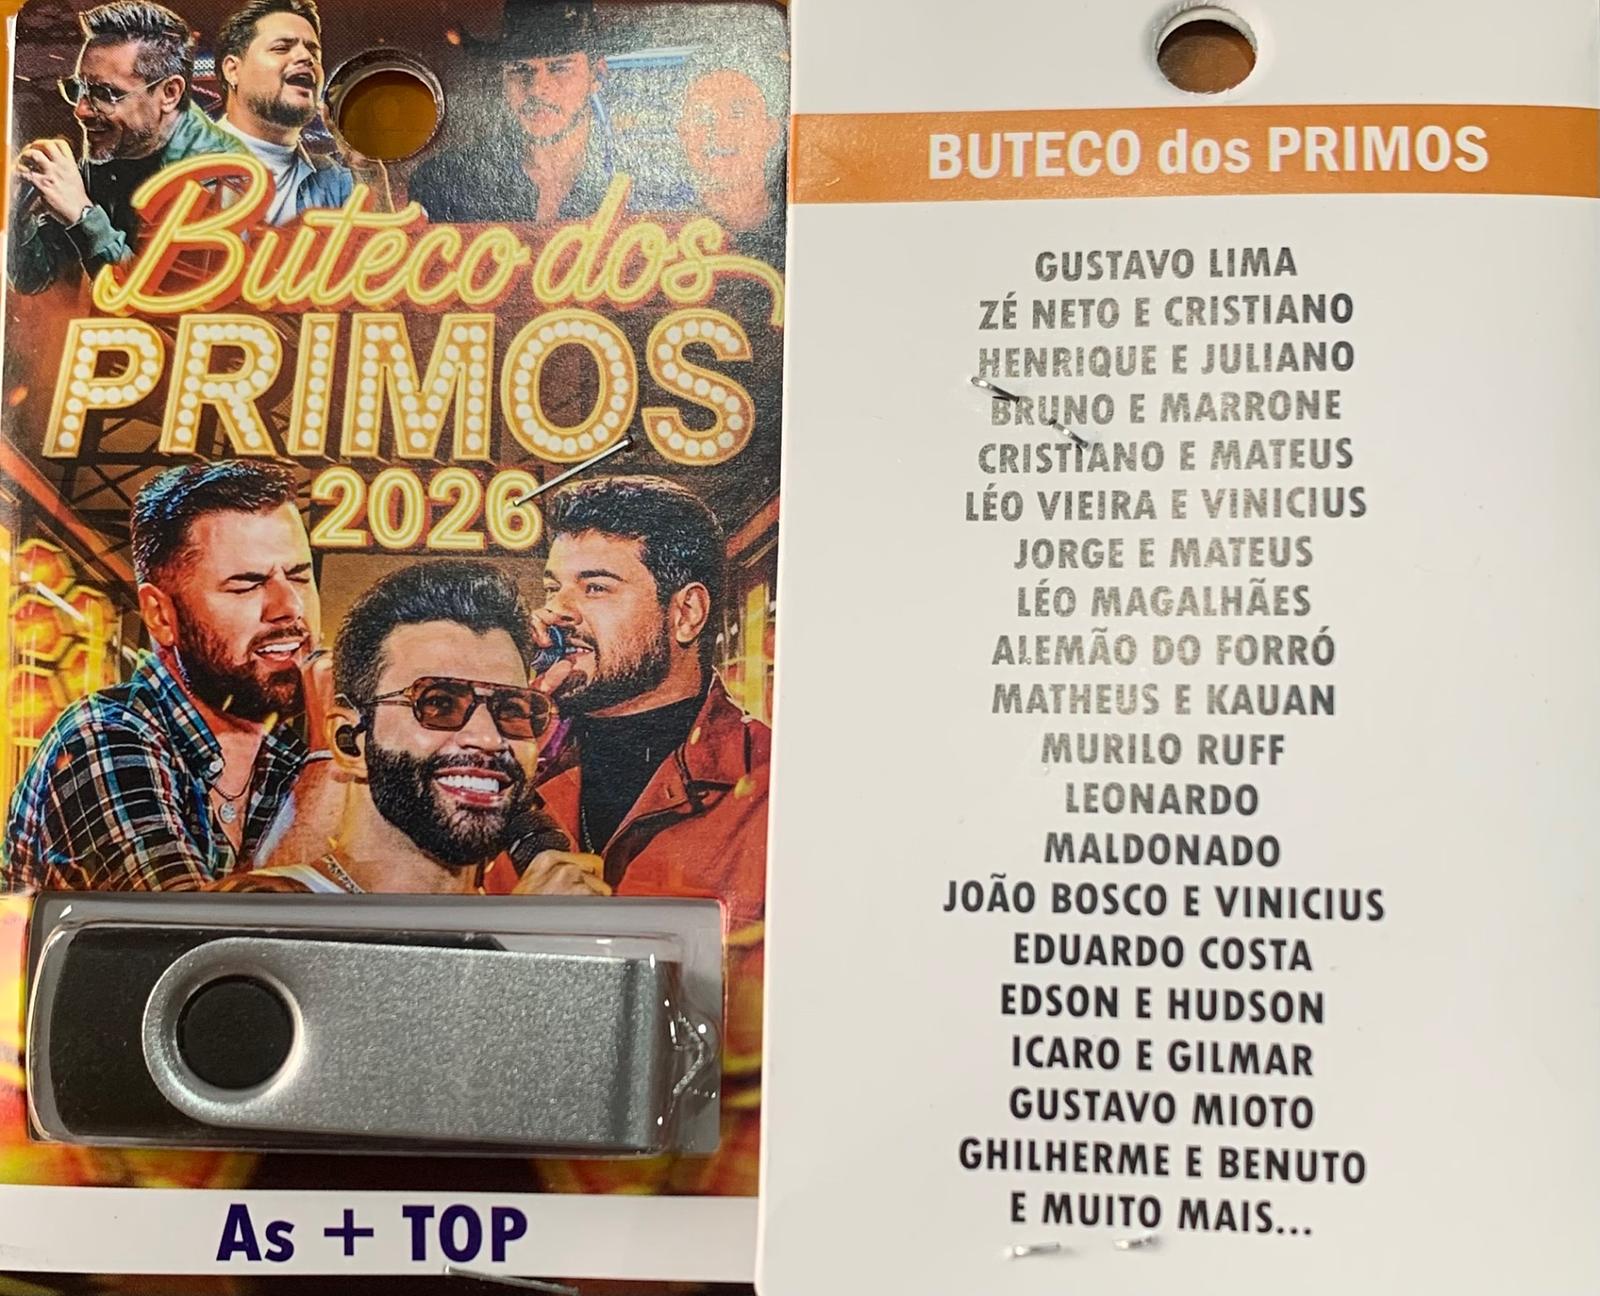 Buteco dos
PRIMOS
2026
As + TOP
BUTECO dos PRIMOS
GUSTAVO LIMA
ZÉ NETO E CRISTIANO
HENRIQUE E JULIANO
BRUNO E MARRONE
CRISTIANO E MATEUS
LÉO VIEIRA E VINICIUS
JORGE E MATEUS
LÉO MAGALHÃES
ALEMÃO DO FORRÓ
MATHEUS E KAUAN
MURILO RUFF
LEONARDO
MALDONADO
JOÃO BOSCO E VINICIUS
EDUARDO COSTA
EDSON E HUDSON
ICARO E GILMAR
GUSTAVO MIOTO
GHILHERME E BENUTO
E MUITO MAIS...